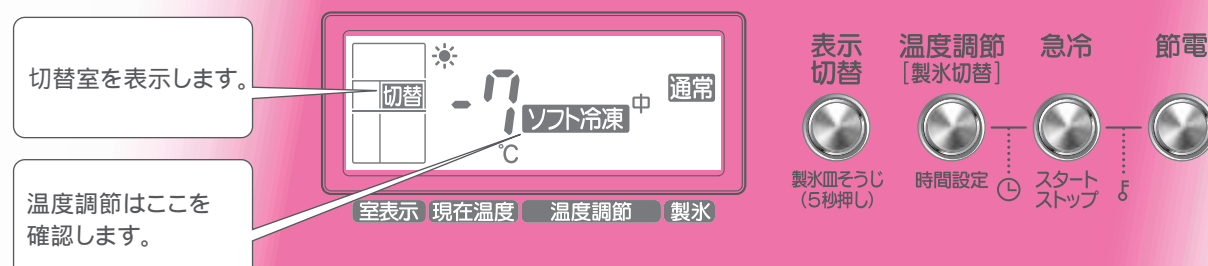 切替室を表示します。
温度調節はここを
確認します。
切替
-7
ソフト冷凍
中
通常
℃
室表示
現在温度
温度調節
製氷
表示
切替
製氷皿そうじ
(5秒押し)
温度調節
[製氷切替]
時間設定
急冷
スタート
ストップ
節電